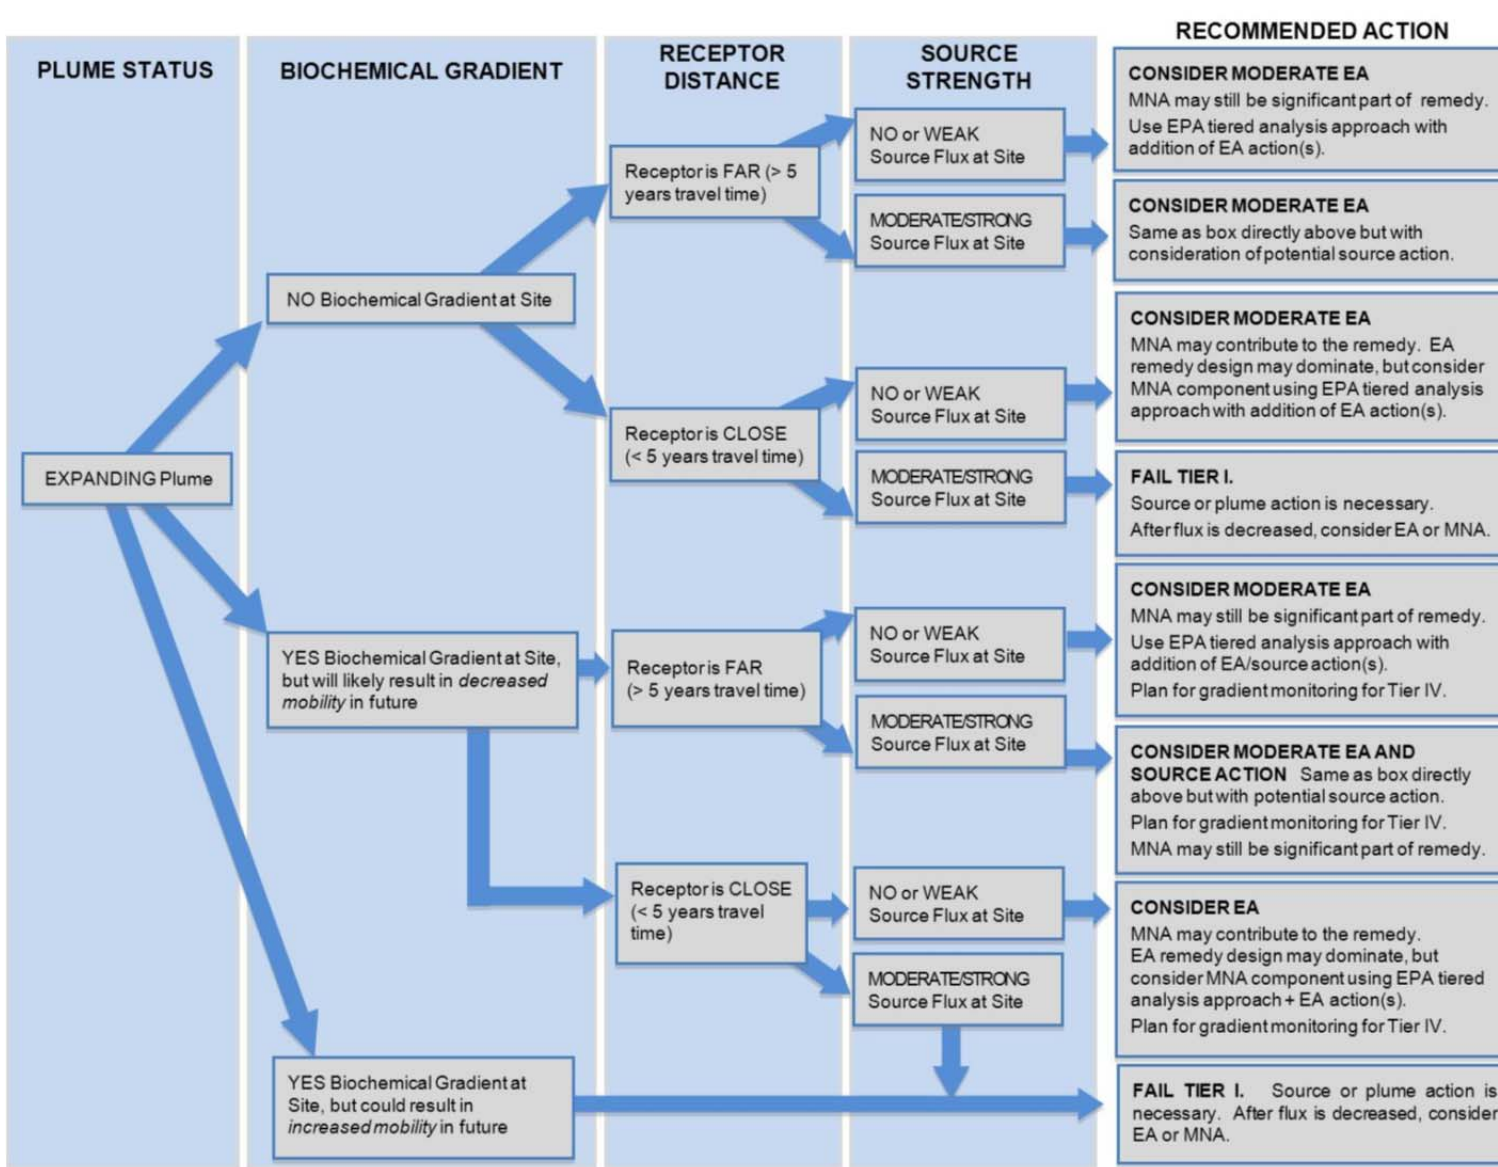 PLUME STATUS
BIOCHEMICAL GRADIENT
RECEPTOR
DISTANCE
SOURCE
STRENGTH
RECOMMENDED ACTION
EXPANDING Plume
NO Biochemical Gradient at Site
YES Biochemical Gradient at Site,
but will likely result in decreased
mobility in future
YES Biochemical Gradient at
Site, but could result in
increased mobility in future
Receptor is FAR (> 5
years travel time)
Receptor is CLOSE
(< 5 years travel time)
Receptor is FAR
(> 5 years travel time)
Receptor is CLOSE
(< 5 years travel
time)
NO or WEAK
Source Flux at Site
MODERATE/STRONG
Source Flux at Site
NO or WEAK
Source Flux at Site
MODERATE/STRONG
Source Flux at Site
NO or WEAK
Source Flux at Site
MODERATE/STRONG
Source Flux at Site
NO or WEAK
Source Flux at Site
MODERATE/STRONG
Source Flux at Site
CONSIDER MODERATE EA
MNA may still be significant part of remedy.
Use EPA tiered analysis approach with
addition of EA action(s).
CONSIDER MODERATE EA
Same as box directly above but with
consideration of potential source action.
CONSIDER MODERATE EA
MNA may contribute to the remedy. EA
remedy design may dominate, but consider
MNA component using EPA tiered analysis
approach with addition of EA action(s).
FAIL TIER I.
Source or plume action is necessary.
After flux is decreased, consider EA or MNA.
CONSIDER MODERATE EA
MNA may still be significant part of remedy.
Use EPA tiered analysis approach with
addition of EA/source action(s).
Plan for gradient monitoring for Tier IV.
CONSIDER MODERATE EA AND
SOURCE ACTION Same as box directly
above but with potential source action.
Plan for gradient monitoring for Tier IV.
MNA may still be significant part of remedy.
CONSIDER EA
MNA may contribute to the remedy.
EA remedy design may dominate, but
consider MNA component using EPA tiered
analysis approach + EA action(s).
Plan for gradient monitoring for Tier IV.
FAIL TIER I. Source or plume action is
necessary. After flux is decreased, consider
EA or MNA.